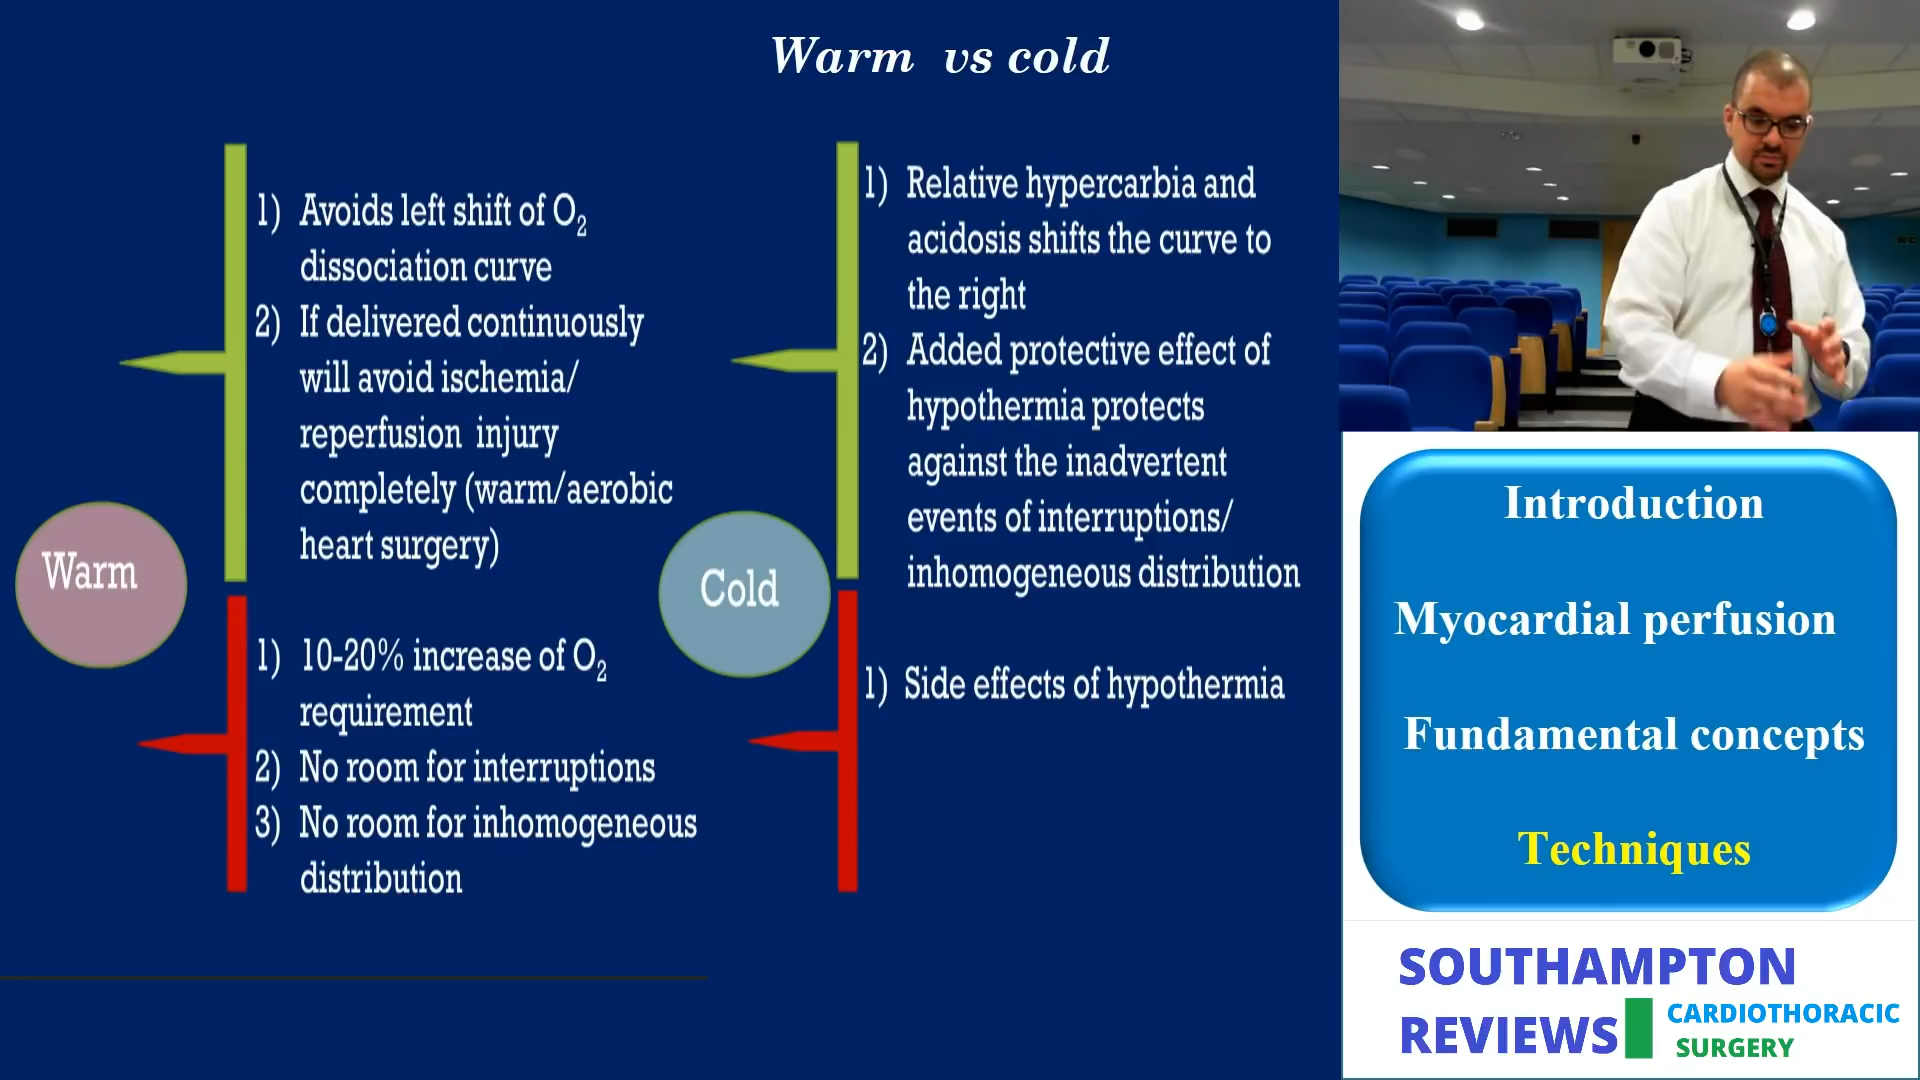 Warm vs cold
1) Avoids left shift of O2
dissociation curve
2) If delivered continuously
will avoid ischemia/
reperfusion injury
completely (warm/aerobic
heart surgery)
Warm
1) 10-20% increase of O2
requirement
2) No room for interruptions
3) No room for inhomogeneous
distribution
1) Relative hypercarbia and
acidosis shifts the curve to
the right
2) Added protective effect of
hypothermia protects
against the inadvertent
events of interruptions/
inhomogeneous distribution
Cold
1) Side effects of hypothermia
Introduction
Myocardial perfusion
Fundamental concepts
Techniques
SOUTHAMPTON
REVIEWS
CARDIOTHORACIC
SURGERY